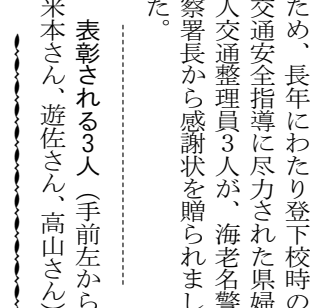 ため、長年にわたり登下校時の
交通安全指導に尽力された県婦
人交通整理員3人が、海老名警
察署長から感謝状を贈られまし
た。
表彰される3人（手前左から
米本さん、遊佐さん、高山さん）